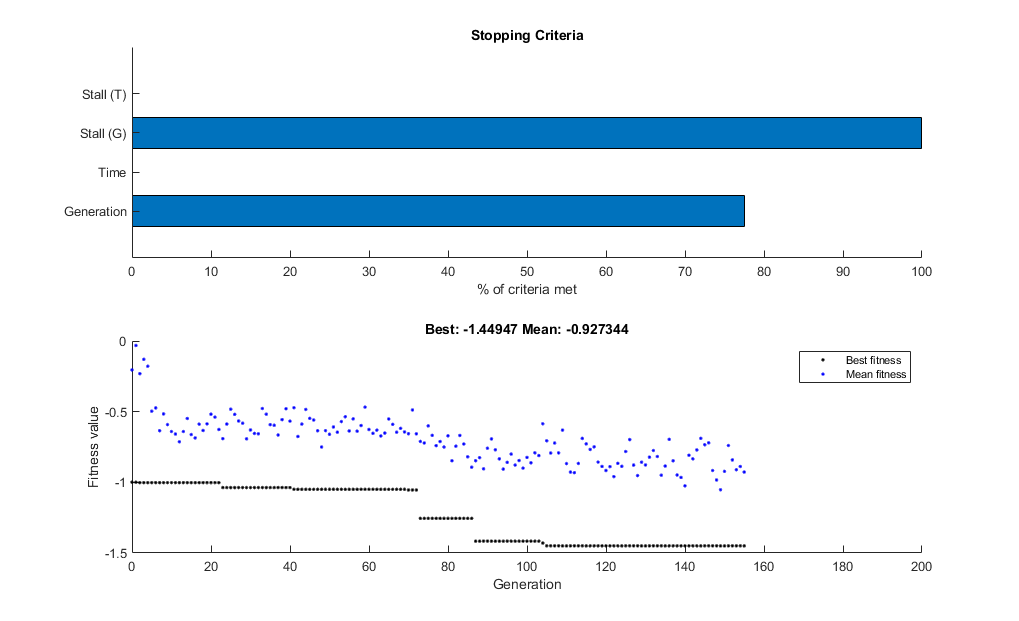 Stopping Criteria
Stall (T)
Stall (G)
Time
Generation
0 10 20 30 40 50 60 70 80 90 100
% of criteria met
Best: -1.44947 Mean: -0.927344
0
-0.5
-1
-1.5
Fitness value
Best fitness
Mean fitness
0 20 40 60 80 100 120 140 160 180 200
Generation